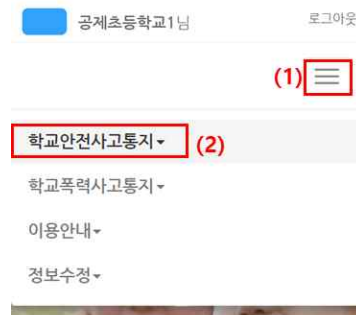 공제초등학교1님 로그아웃
(1)
학교안전사고통지 (2)
학교폭력사고통지
이용안내
정보수정